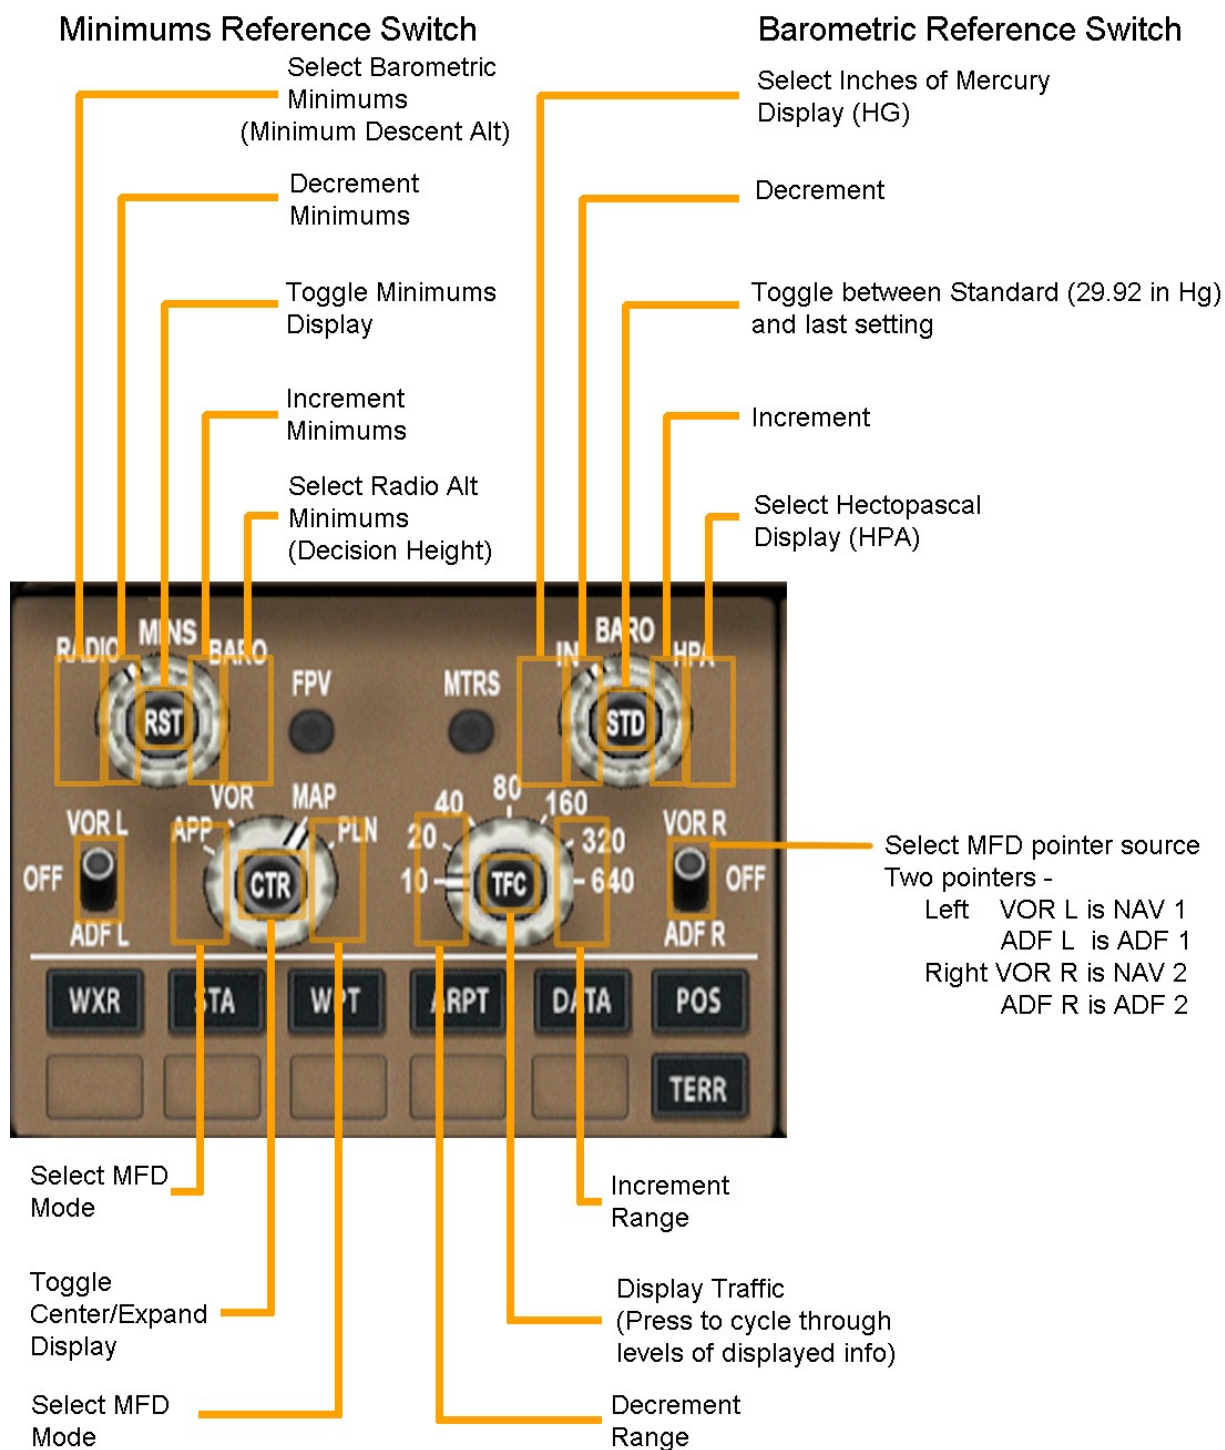 Minimums Reference Switch
Barometric Reference Switch
Select Barometric
Minimums
(Minimum Descent Alt)
Decrement
Minimums
Toggle Minimums
Display
Increment
Minimums
Select Radio Alt
Minimums
(Decision Height)
Select Inches of Mercury
Display (HG)
Decrement
Toggle between Standard (29.92 in Hg)
and last setting
Increment
Select Hectopascal
Display (HPA)
RADIO
MINS
BARO
RST
FPV
MTRS
IN
BARO
HPA
STD
VOR L
OFF
ADF L
APP
VOR
MAP
PLN
CTR
10
20
40
80
160
320
640
TFC
VOR R
OFF
ADF R
WXR
STA
WPT
ARPT
DATA
POS
TERR
Select MFD pointer source
Two pointers -
Left VOR L is NAV 1
ADF L is ADF 1
Right VOR R is NAV 2
ADF R is ADF 2
Select MFD
Mode
Toggle
Center/Expand
Display
Select MFD
Mode
Increment
Range
Display Traffic
(Press to cycle through
levels of displayed info)
Decrement
Range